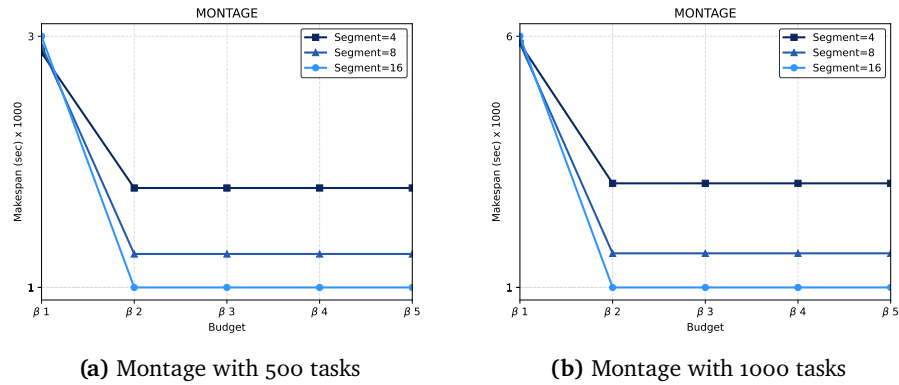 MONTAGE
3
1
Makespan (sec) x 1000
Segment=4
Segment=8
Segment=16
β 1 β 2 β 3 β 4 β 5
Budget
(a) Montage with 500 tasks
MONTAGE
6
1
Makespan (sec) x 1000
Segment=4
Segment=8
Segment=16
β 1 β 2 β 3 β 4 β 5
Budget
(b) Montage with 1000 tasks